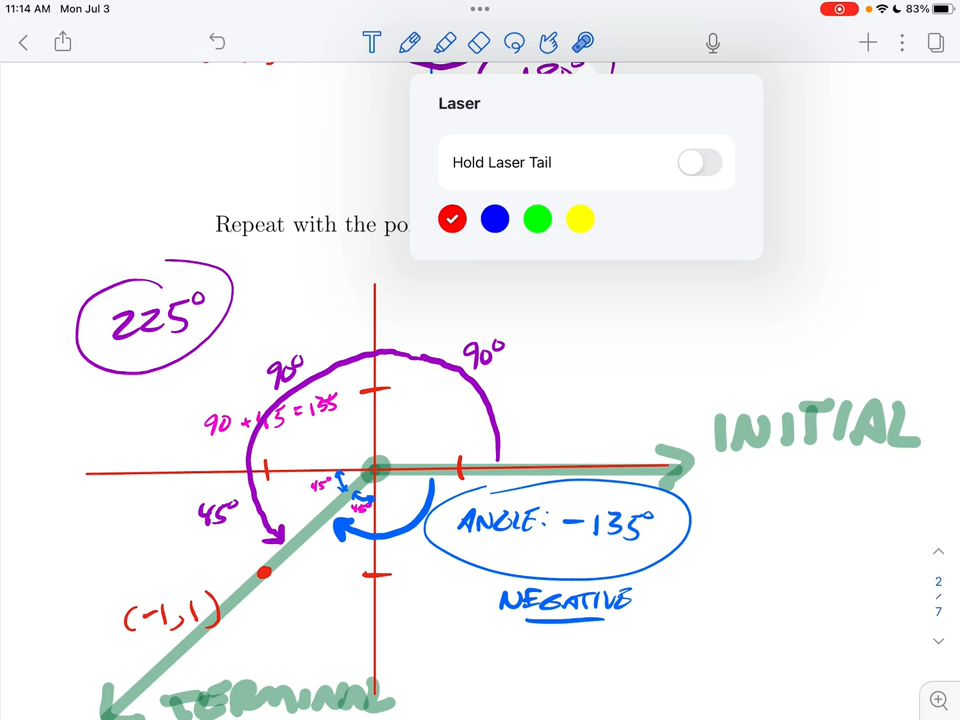 11:14 AM Mon Jul 3
83%
T
Laser
Hold Laser Tail
Repeat with the po
225°
90°
90°
90 + 45 = 135
INITIAL
45°
45°
45°
ANGLE: -135°
NEGATIVE
(-1,1)
TERMINAL
2
/
7